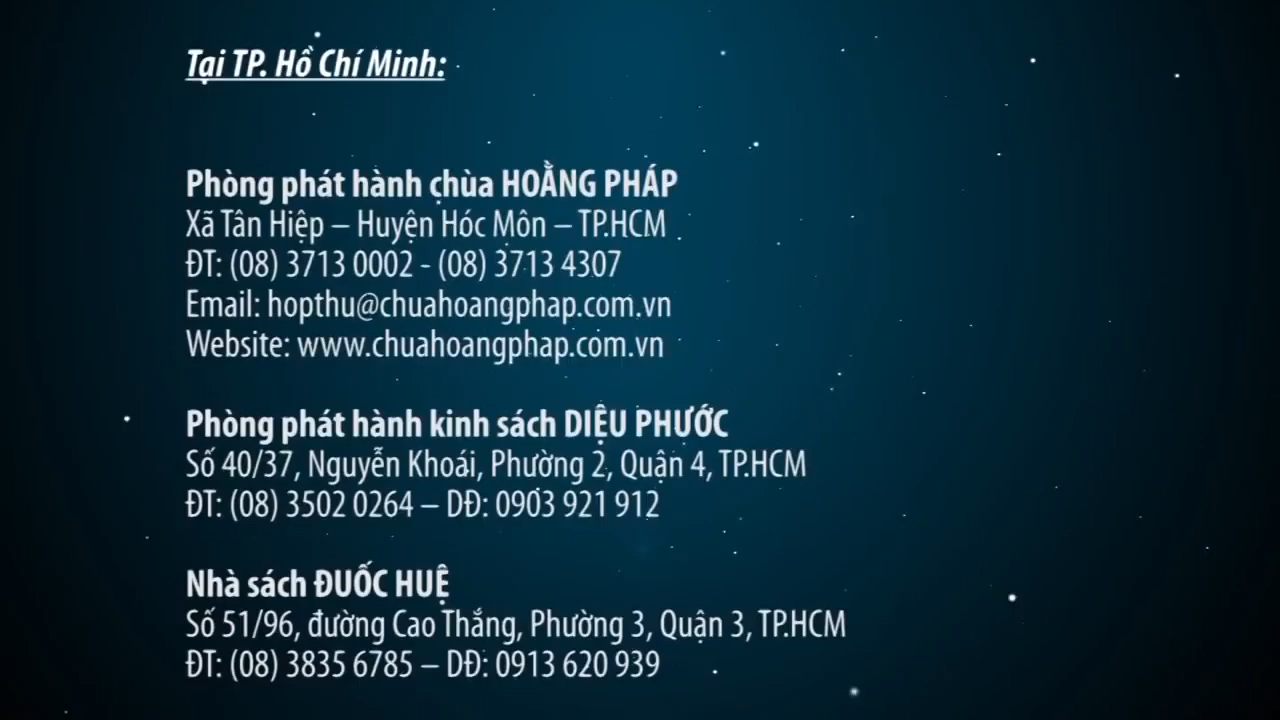 Tại TP. Hồ Chí Minh:
Phòng phát hành chùa HOẰNG PHÁP
Xã Tân Hiệp – Huyện Hóc Môn – TP.HCM
ĐT: (08) 3713 0002 - (08) 3713 4307
Email: hopthu@chuahoangphap.com.vn
Website: www.chuahoangphap.com.vn
Phòng phát hành kinh sách DIỆU PHƯỚC
Số 40/37, Nguyễn Khoái, Phường 2, Quận 4, TP.HCM
ĐT: (08) 3502 0264 – DĐ: 0903 921 912
Nhà sách ĐUỐC HUỆ
Số 51/96, đường Cao Thắng, Phường 3, Quận 3, TP.HCM
ĐT: (08) 3835 6785 – DĐ: 0913 620 939